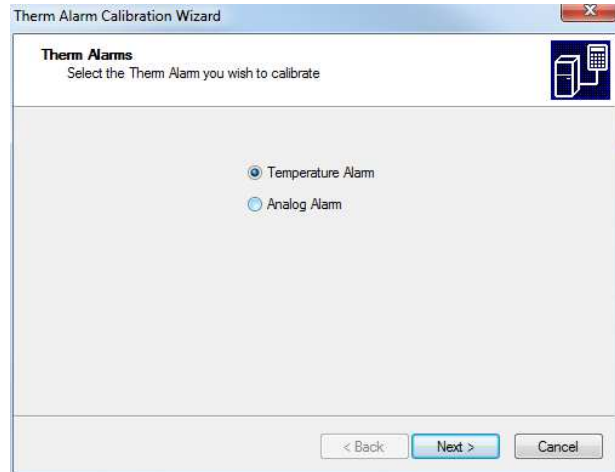 Therm Alarm Calibration Wizard
Therm Alarms
Select the Therm Alarm you wish to calibrate
Temperature Alarm
Analog Alarm
< Back Next > Cancel